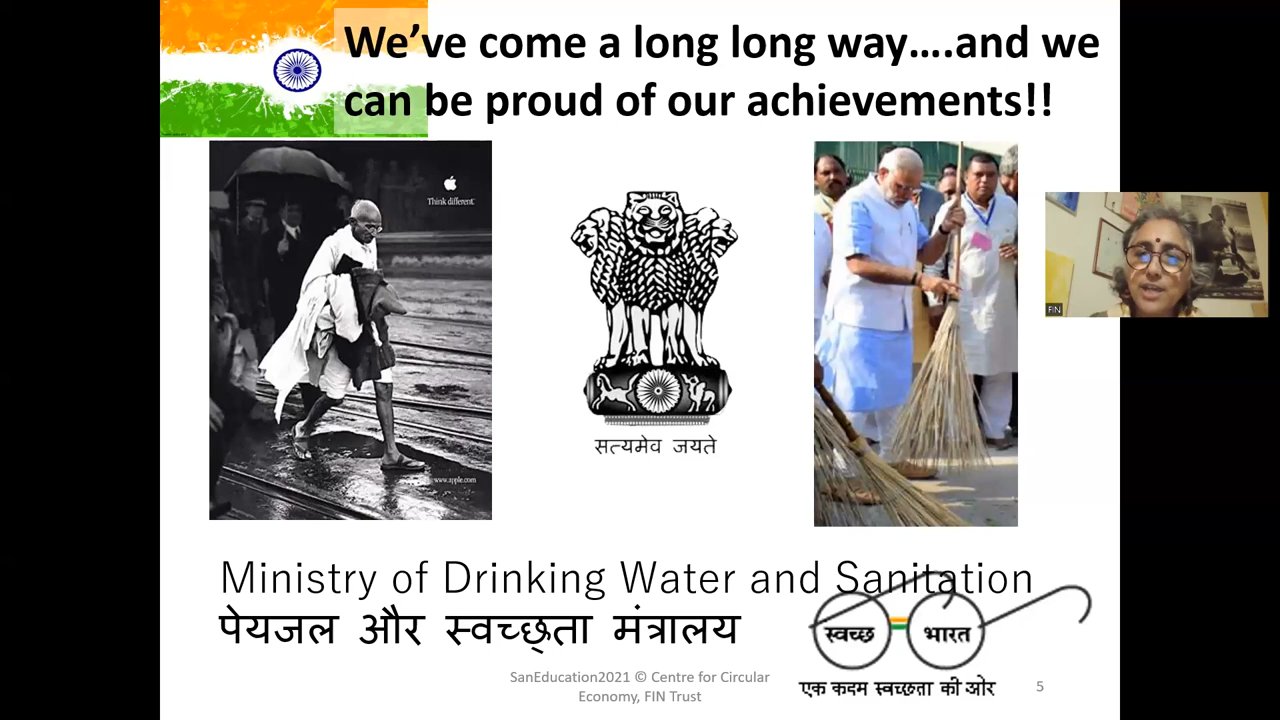 We’ve come a long long way….and we
can be proud of our achievements!!
Think different.
www.apple.com
सत्यमेव जयते
FIN
Ministry of Drinking Water and Sanitation
पेयजल और स्वच्छ्ता मंत्रालय
स्वच्छ भारत
एक कदम स्वच्छता की ओर
SanEducation2021 © Centre for Circular
Economy, FIN Trust
5